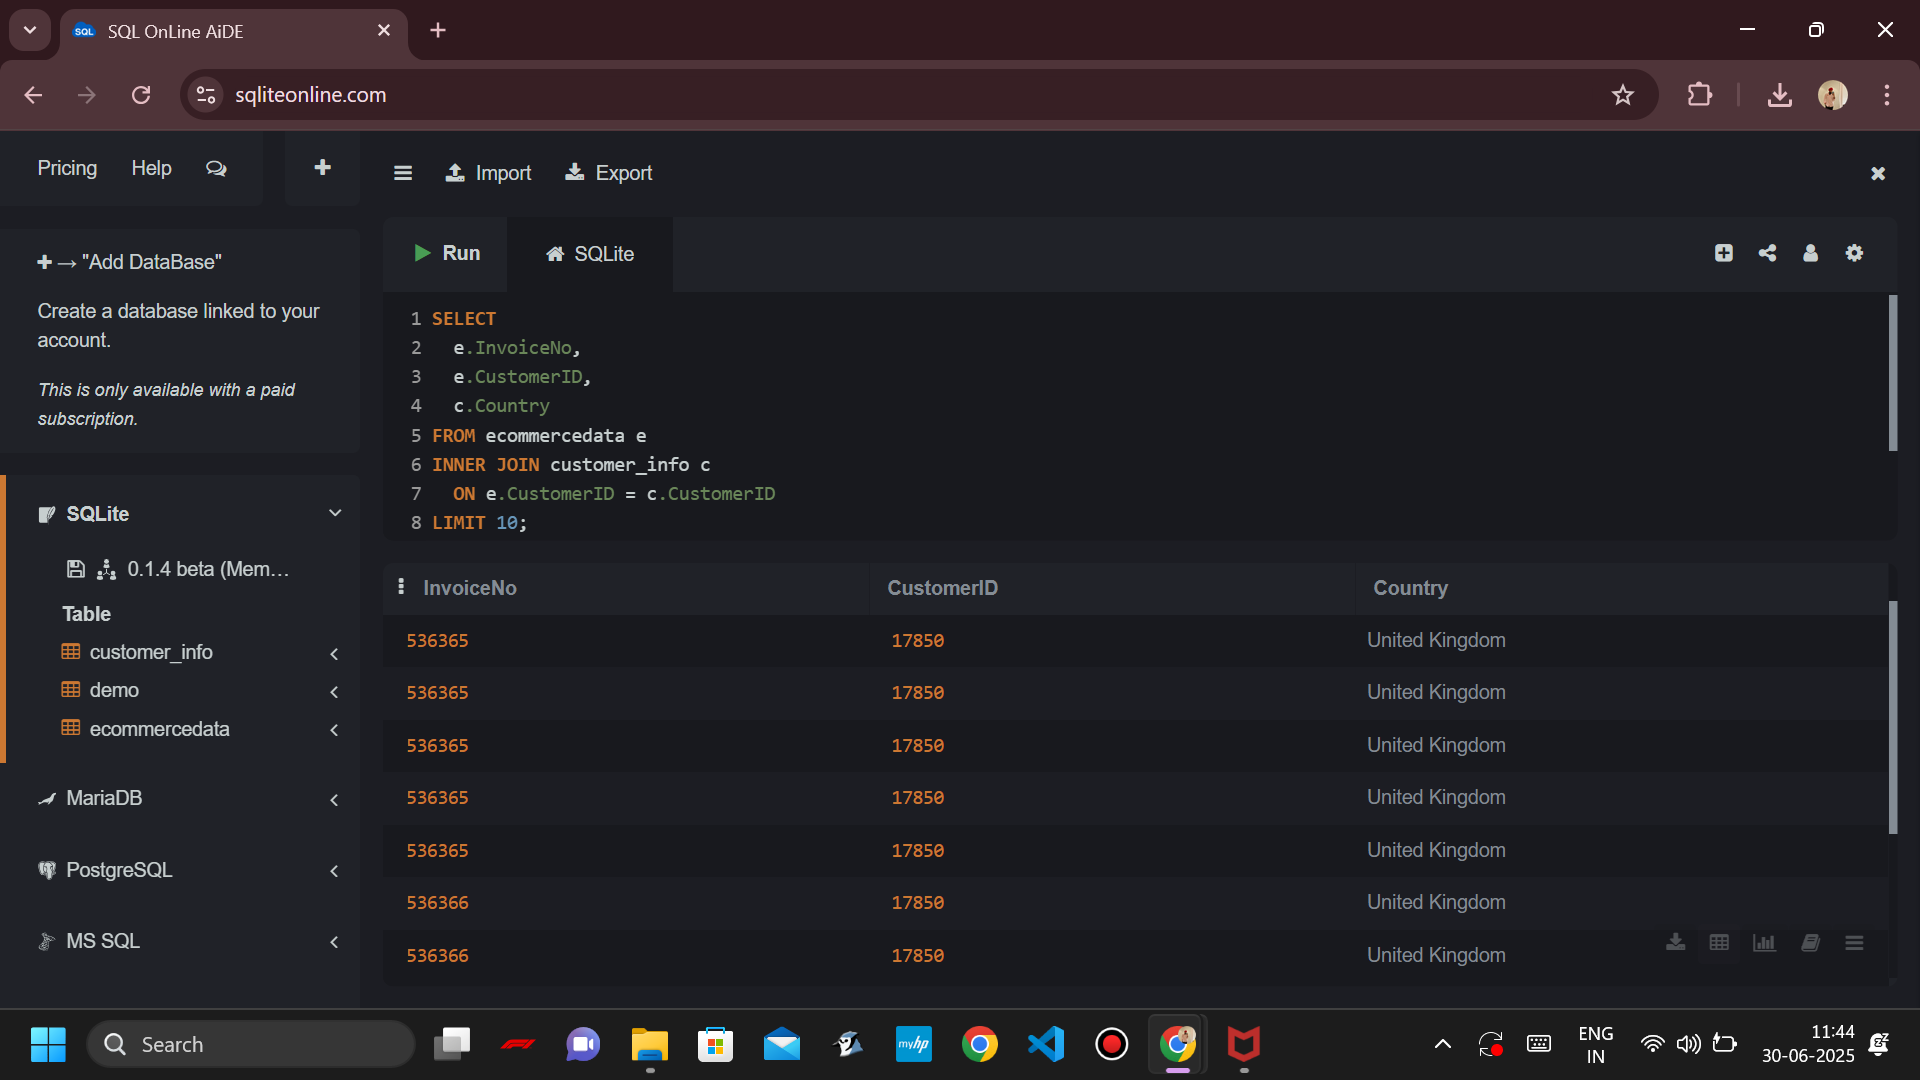 SQL OnLine AiDE
sqliteonline.com
Pricing Help
Import Export
"Add DataBase"
Create a database linked to your
account.
This is only available with a paid
subscription.
SQLite
0.1.4 beta (Mem…
Table
customer_info
demo
ecommercedata
MariaDB
PostgreSQL
MS SQL
Run SQLite
1 SELECT
2 e.InvoiceNo,
3 e.CustomerID,
4 c.Country
5 FROM ecommercedata e
6 INNER JOIN customer_info c
7 ON e.CustomerID = c.CustomerID
8 LIMIT 10;
InvoiceNo CustomerID Country
536365 17850 United Kingdom
536365 17850 United Kingdom
536365 17850 United Kingdom
536365 17850 United Kingdom
536365 17850 United Kingdom
536366 17850 United Kingdom
536366 17850 United Kingdom
Search
myhp
ENG
IN
11:44
30-06-2025